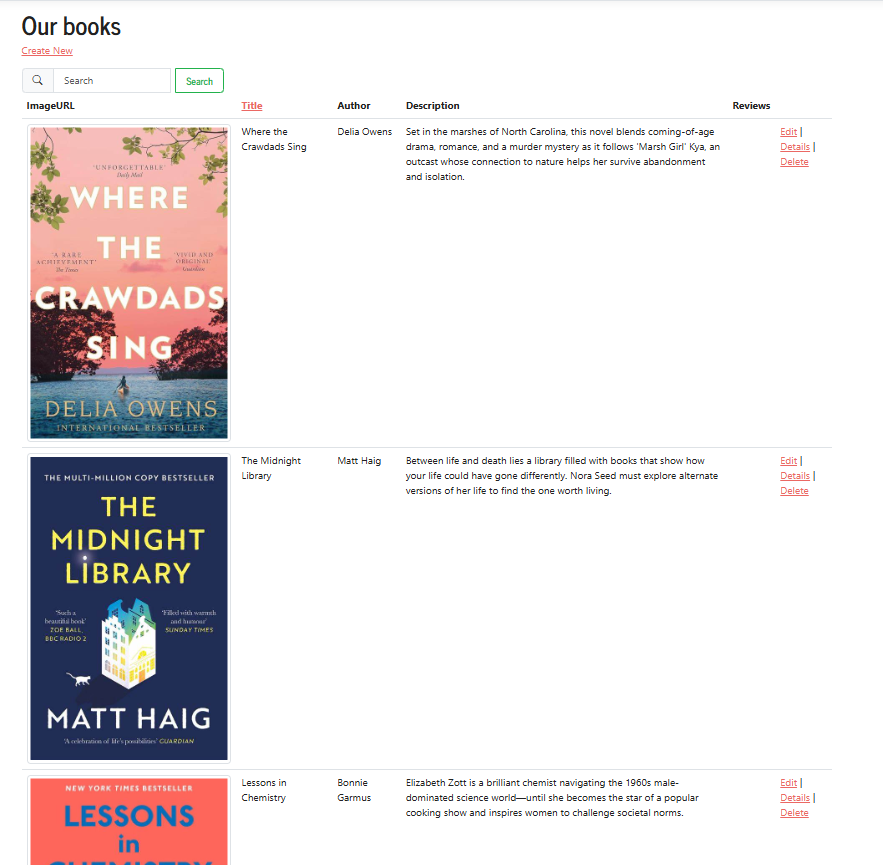 Our books
Create New
Search Search
ImageURL Title Author Description Reviews
'UNFORGETTABLE'
Daily Mail
WHERE
THE
'A RARE
ACHIEVEMENT'
The Times
'VIVID AND
ORIGINAL'
Guardian
CRAWDADS
SING
DELIA OWENS
INTERNATIONAL BESTSELLER
Where the
Crawdads Sing
Delia Owens
Set in the marshes of North Carolina, this novel blends coming-of-age
drama, romance, and a murder mystery as it follows 'Marsh Girl' Kya, an
outcast whose connection to nature helps her survive abandonment
and isolation.
Edit |
Details |
Delete
THE MULTI-MILLION COPY BESTSELLER
THE
MIDNIGHT
LIBRARY
'Such a
beautiful book'
ZOE BALL,
BBC RADIO 2
'Filled with warmth
and humour'
SUNDAY TIMES
MATT HAIG
'A celebration of life's possibilities' GUARDIAN
The Midnight
Library
Matt Haig
Between life and death lies a library filled with books that show how
your life could have gone differently. Nora Seed must explore alternate
versions of her life to find the one worth living.
Edit |
Details |
Delete
NEW YORK TIMES BESTSELLER
LESSONS
in
CHEMISTRY
Lessons in
Chemistry
Bonnie
Garmus
Elizabeth Zott is a brilliant chemist navigating the 1960s male-
dominated science world—until she becomes the star of a popular
cooking show and inspires women to challenge societal norms.
Edit |
Details |
Delete